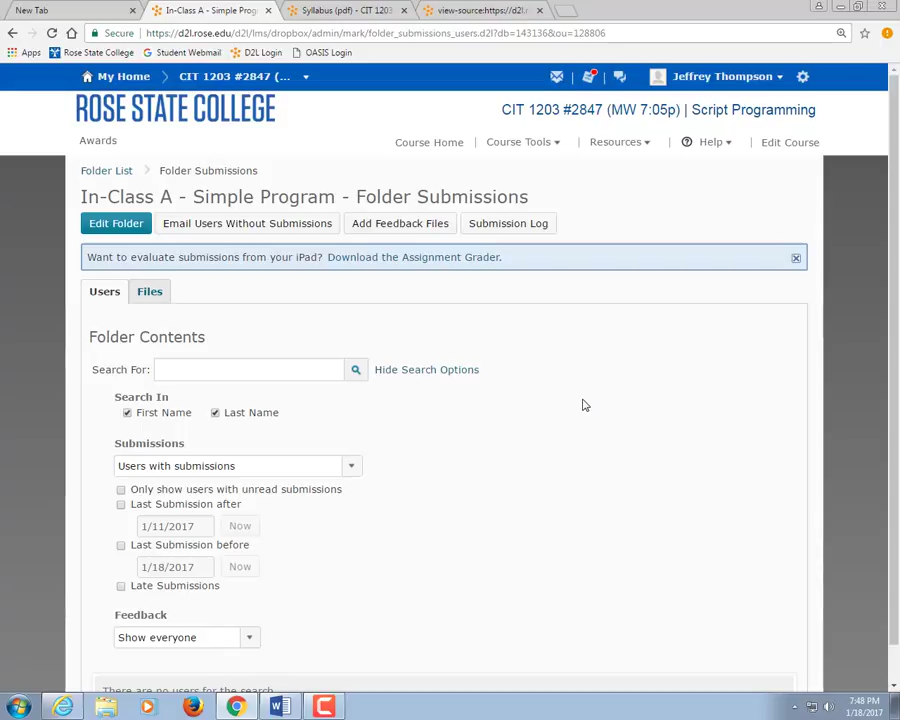 New Tab
In-Class A - Simple Prog
Syllabus (pdf) - CIT 1203
view-source:https://d2l.r
Secure
https://d2l.rose.edu/d2l/lms/dropbox/admin/mark/folder_submissions_users.d2l?db=143136&ou=128806
Apps
Rose State College
Student Webmail
D2L Login
OASIS Login
My Home
CIT 1203 #2847 (...
Jeffrey Thompson
ROSE STATE COLLEGE
CIT 1203 #2847 (MW 7:05p) | Script Programming
Awards
Course Home
Course Tools
Resources
Help
Edit Course
Folder List
Folder Submissions
In-Class A - Simple Program - Folder Submissions
Edit Folder
Email Users Without Submissions
Add Feedback Files
Submission Log
Want to evaluate submissions from your iPad? Download the Assignment Grader.
Users
Files
Folder Contents
Search For:
Hide Search Options
Search In
First Name
Last Name
Submissions
Users with submissions
Only show users with unread submissions
Last Submission after
1/11/2017
Now
Last Submission before
1/18/2017
Now
Late Submissions
Feedback
Show everyone
There are no users for the search
7:48 PM
1/18/2017